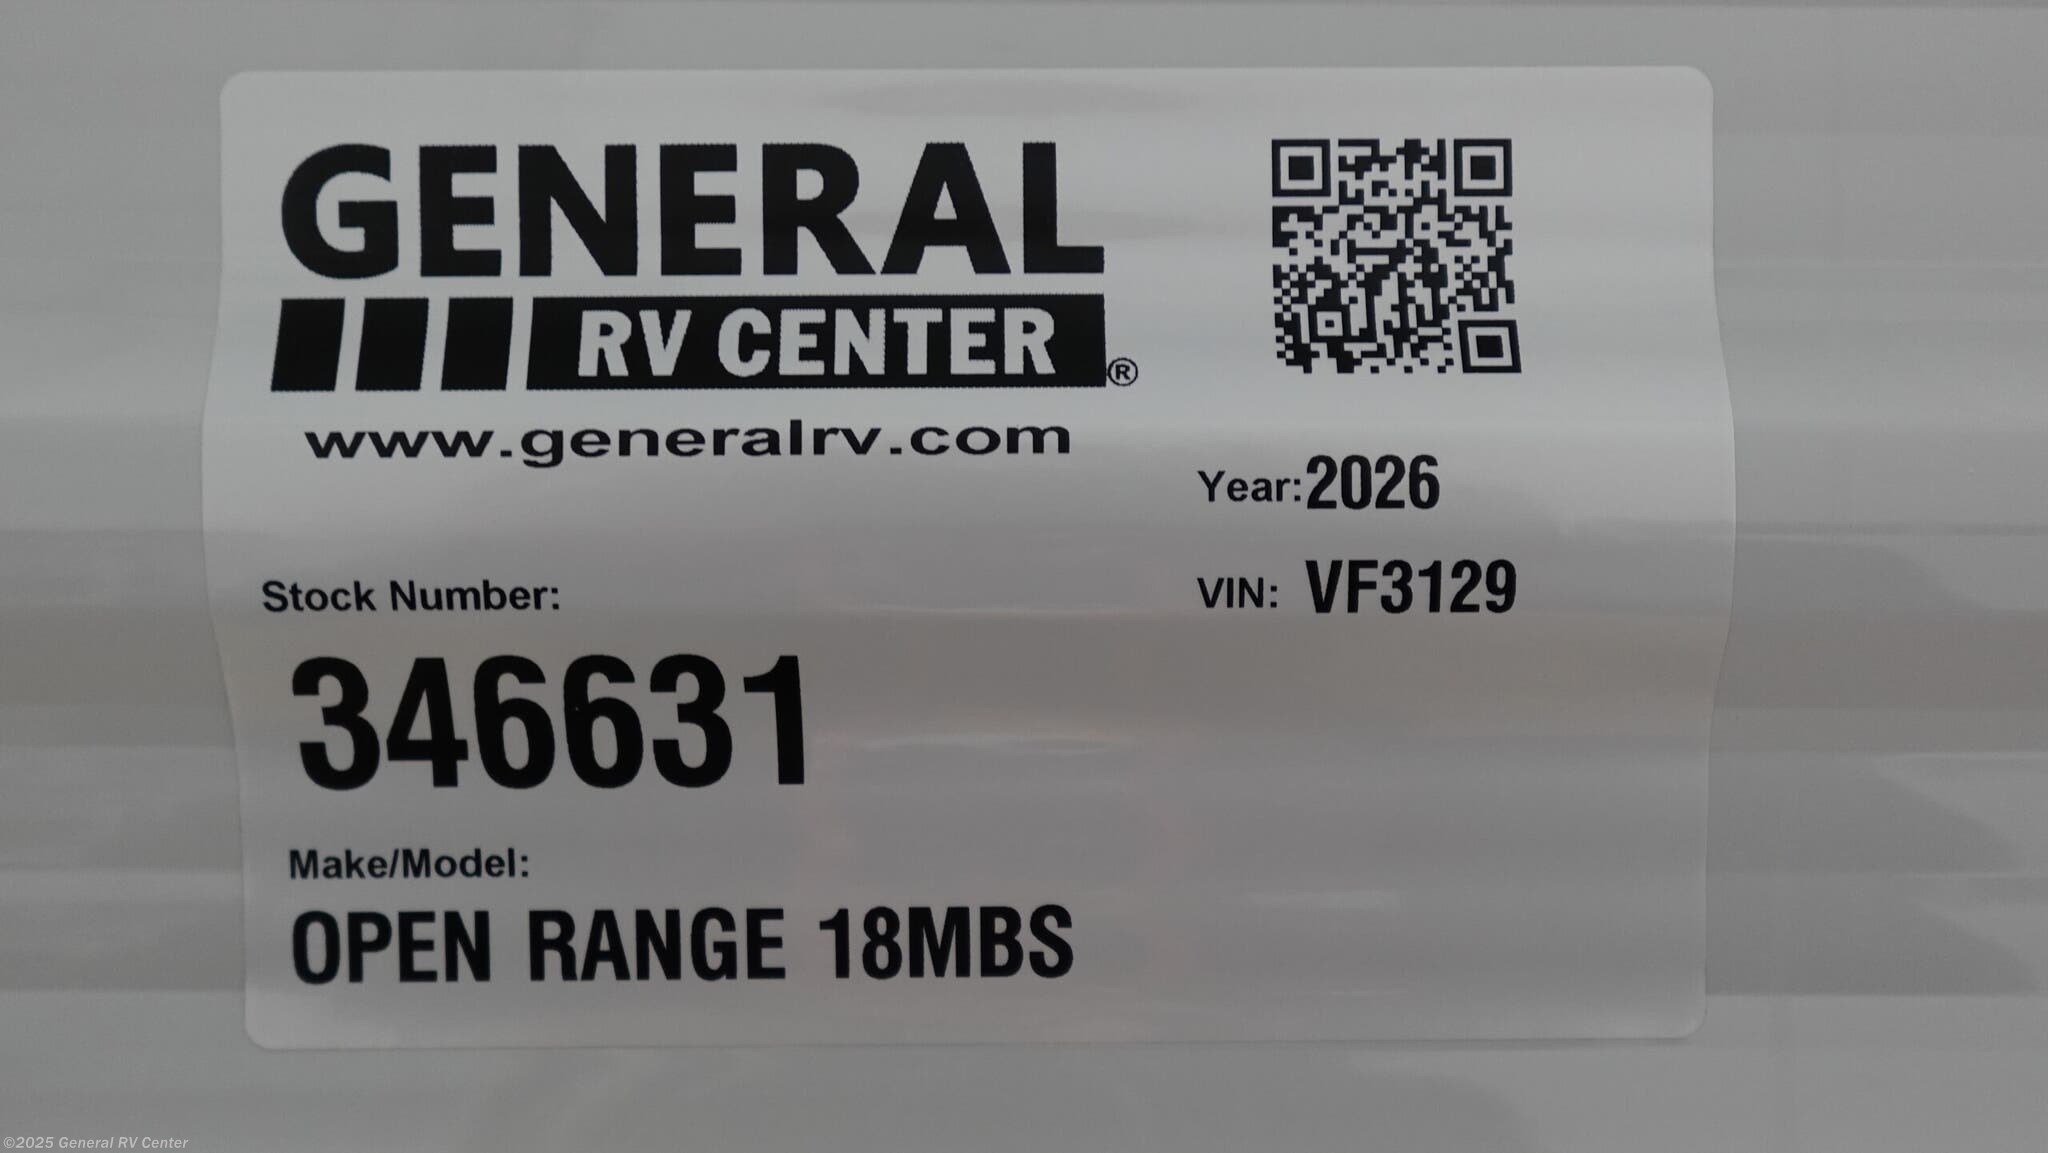 GENERAL
RV CENTER®
www.generalrv.com
Year: 2026
VIN: VF3129
Stock Number:
346631
Make/Model:
OPEN RANGE 18MBS
©2025 General RV Center